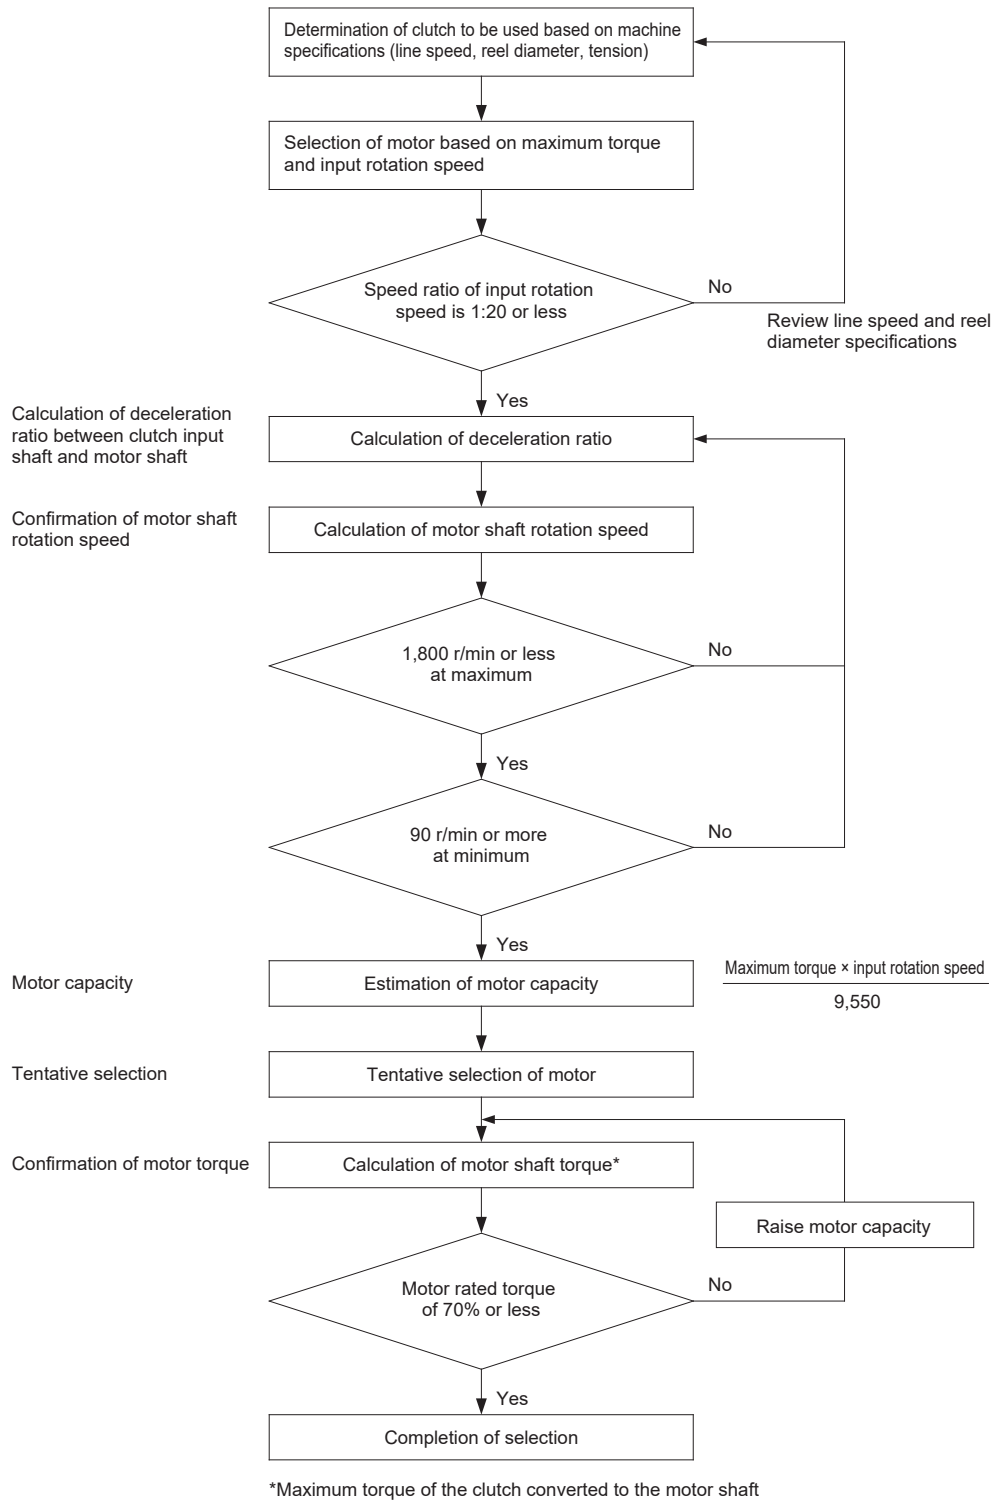 Determination of clutch to be used based on machine
specifications (line speed, reel diameter, tension)
Selection of motor based on maximum torque
and input rotation speed
Speed ratio of input rotation
speed is 1:20 or less
No
Review line speed and reel
diameter specifications
Yes
Calculation of deceleration
ratio between clutch input
shaft and motor shaft
Calculation of deceleration ratio
Confirmation of motor shaft
rotation speed
Calculation of motor shaft rotation speed
1,800 r/min or less
at maximum
No
Yes
90 r/min or more
at minimum
No
Yes
Motor capacity
Estimation of motor capacity
Maximum torque × input rotation speed
9,550
Tentative selection
Tentative selection of motor
Confirmation of motor torque
Calculation of motor shaft torque*
Raise motor capacity
Motor rated torque
of 70% or less
No
Yes
Completion of selection
*Maximum torque of the clutch converted to the motor shaft